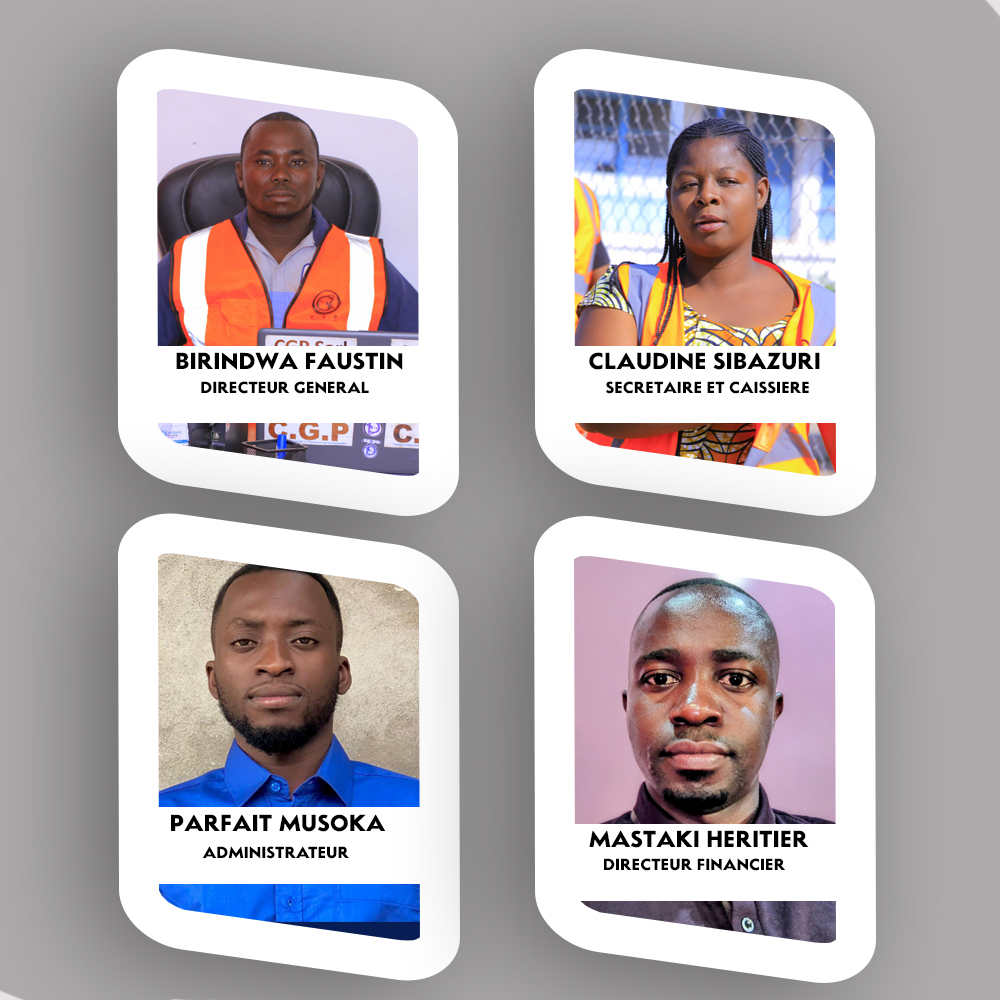 CGP Sarl
BIRINDWA FAUSTIN
DIRECTEUR GENERAL
C.G.P
C.
CLAUDINE SIBAZURI
SECRETAIRE ET CAISSIERE
PARFAIT MUSOKA
ADMINISTRATEUR
MASTAKI HERITIER
DIRECTEUR FINANCIER